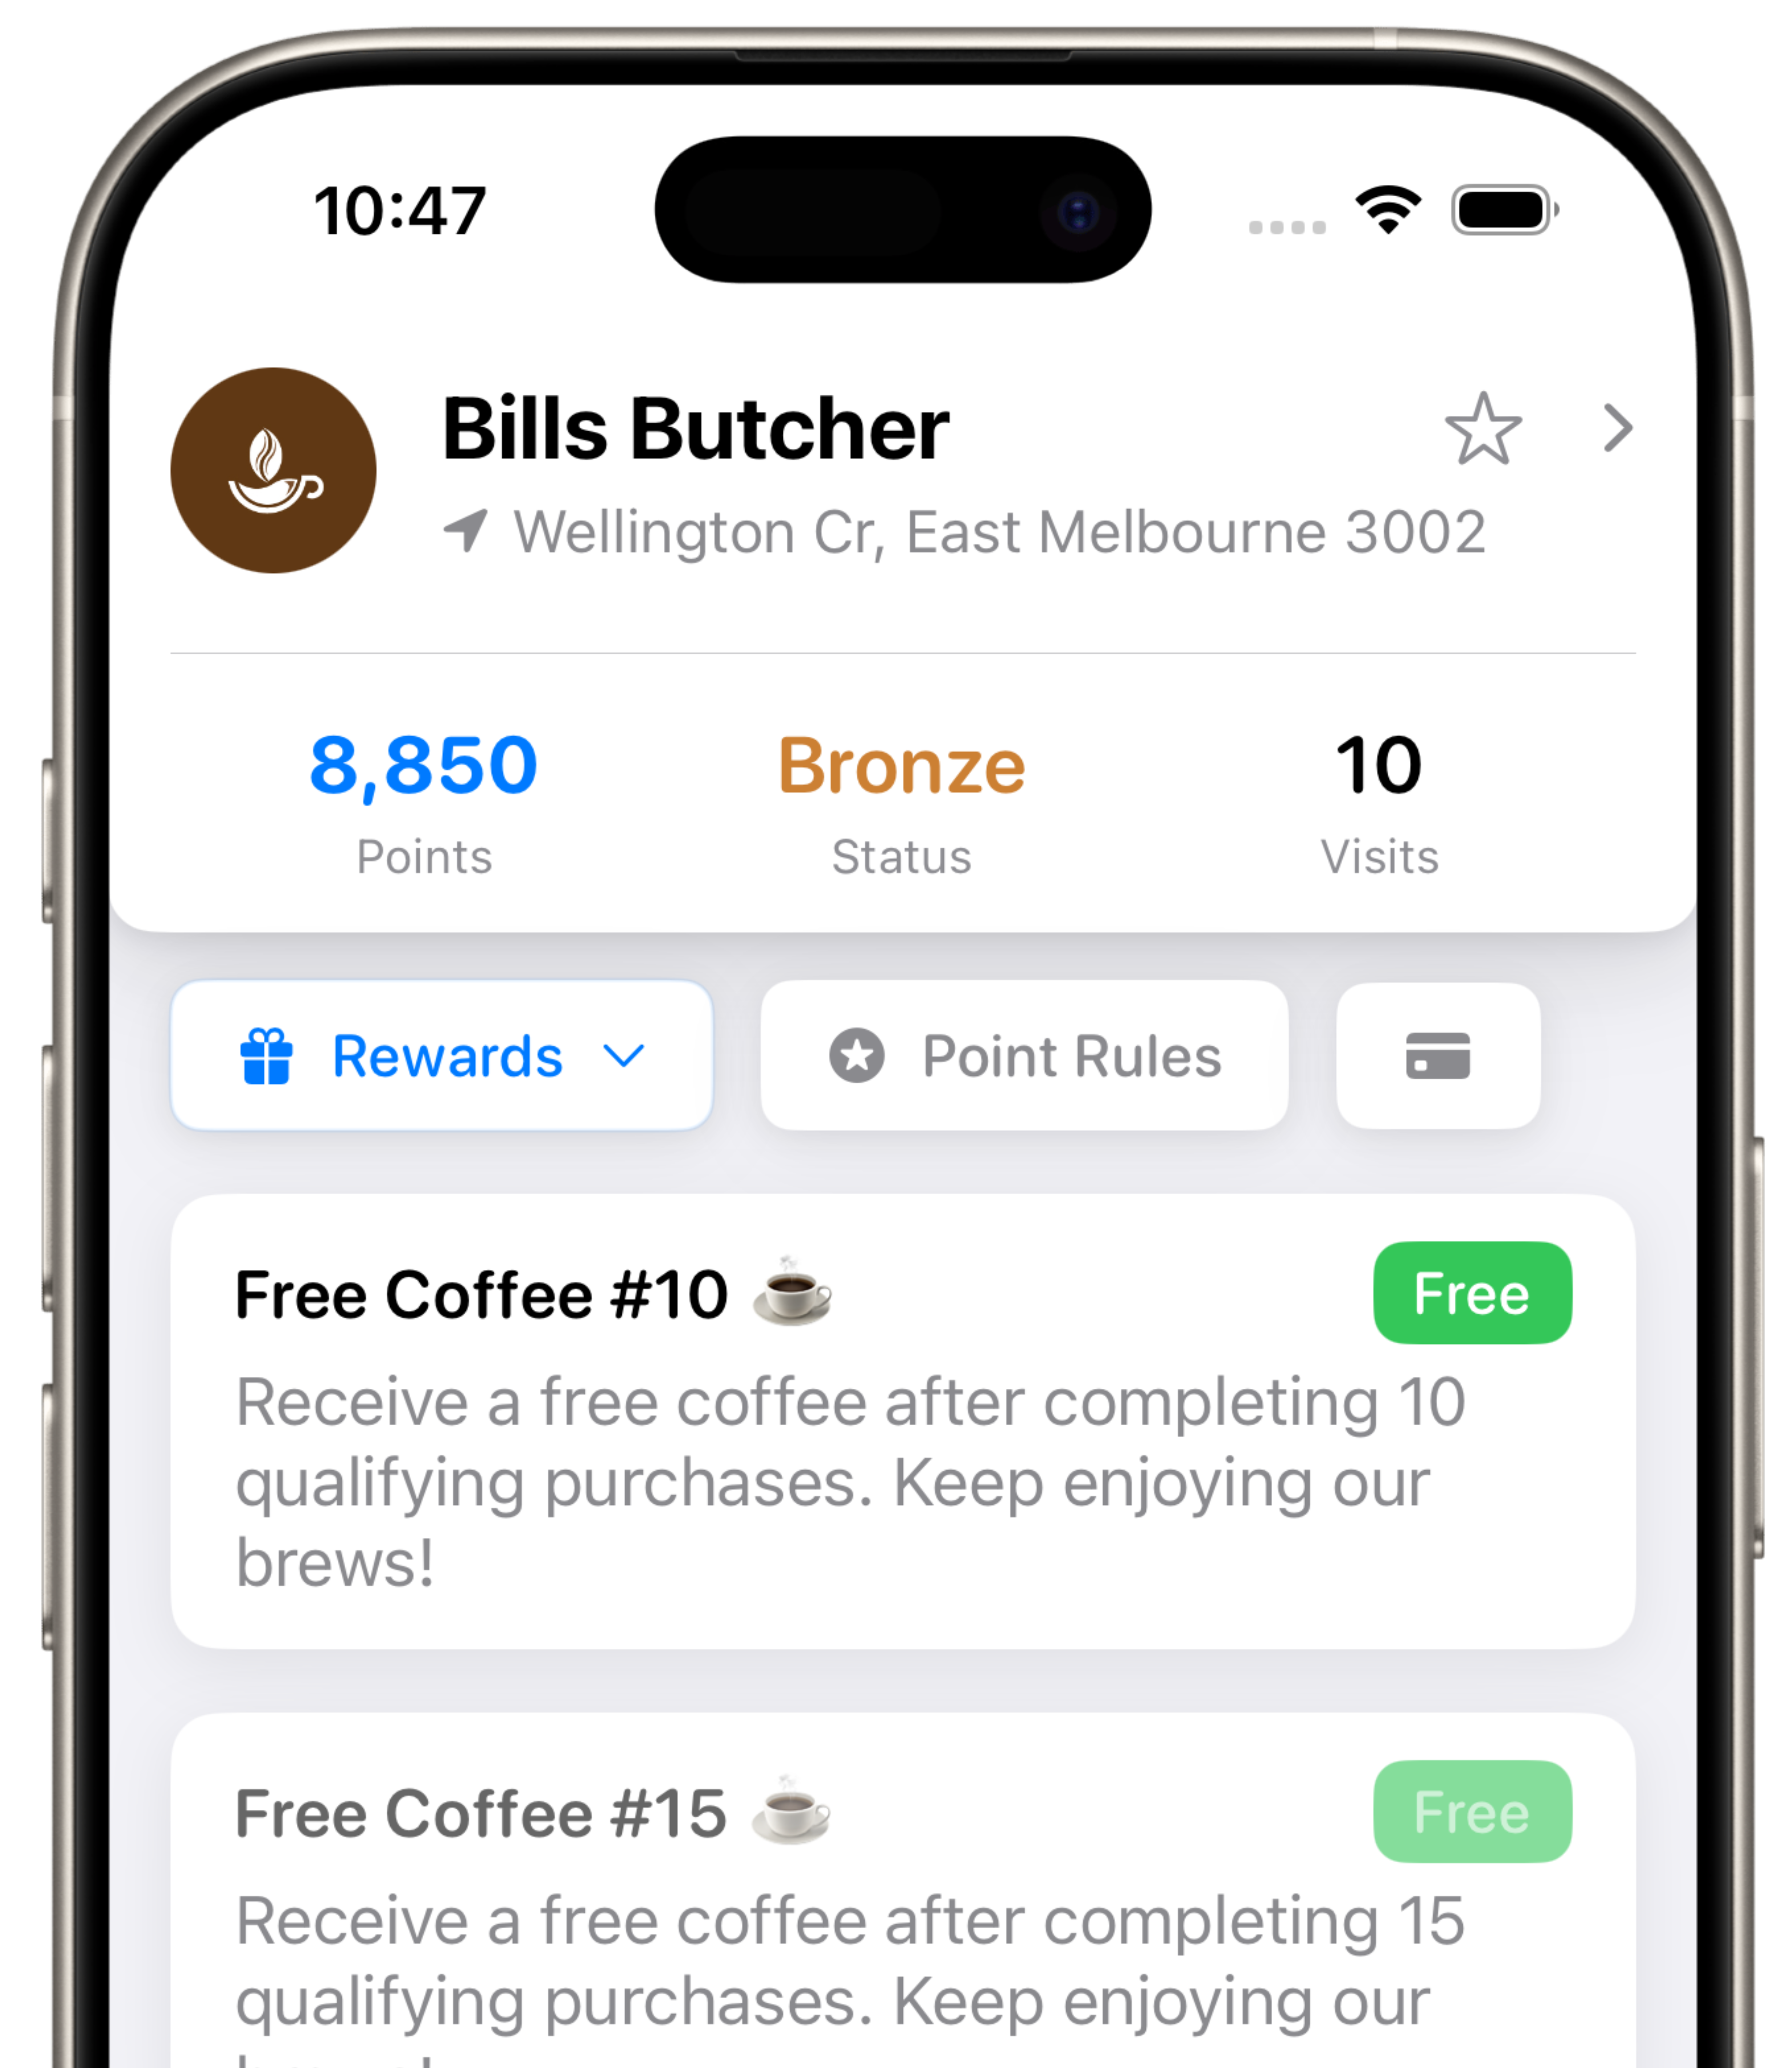 10:47
Bills Butcher
Wellington Cr, East Melbourne 3002
8,850 Bronze 10
Points Status Visits
Rewards Point Rules
Free Coffee #10 ☕ Free
Receive a free coffee after completing 10
qualifying purchases. Keep enjoying our
brews!
Free Coffee #15 ☕ Free
Receive a free coffee after completing 15
qualifying purchases. Keep enjoying our